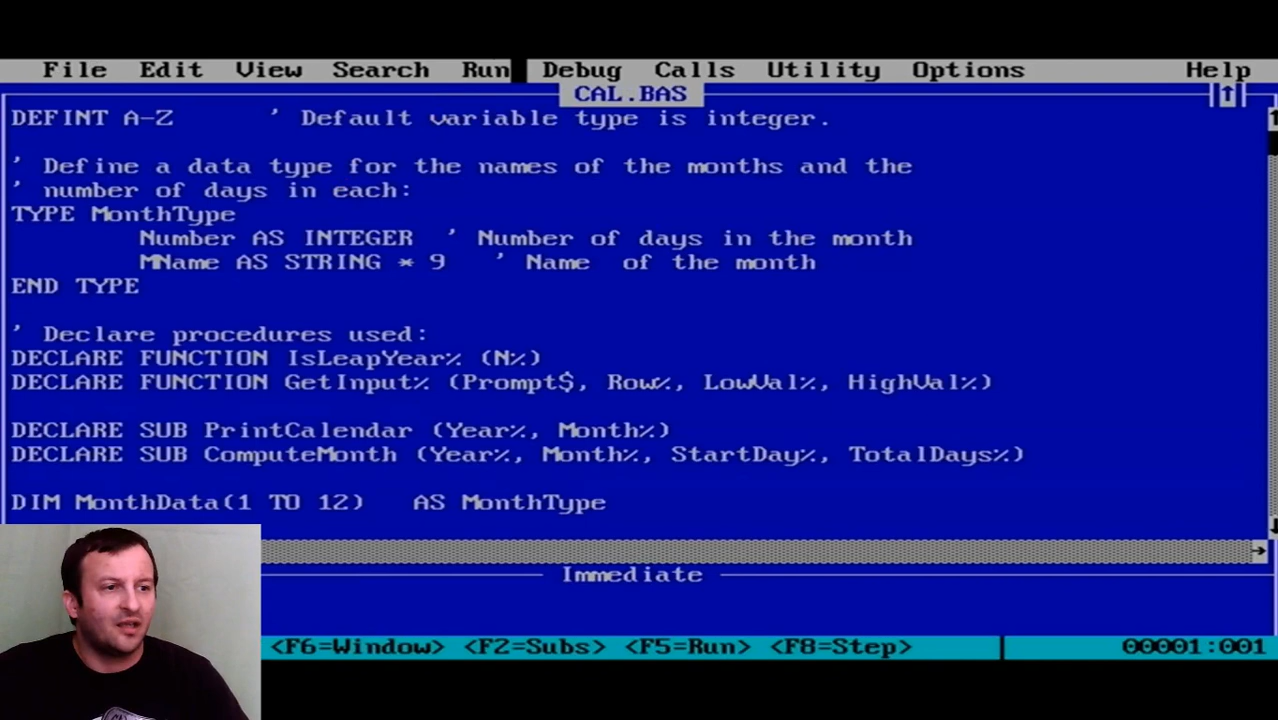 File Edit View Search Run Debug Calls Utility Options Help
CAL.BAS
DEFINT A-Z ' Default variable type is integer.
' Define a data type for the names of the months and the
' number of days in each:
TYPE MonthType
Number AS INTEGER ' Number of days in the month
MName AS STRING * 9 ' Name of the month
END TYPE
' Declare procedures used:
DECLARE FUNCTION IsLeapYear% (N%)
DECLARE FUNCTION GetInput% (Prompt$, Row%, LowVal%, HighVal%)
DECLARE SUB PrintCalendar (Year%, Month%)
DECLARE SUB ComputeMonth (Year%, Month%, StartDay%, TotalDays%)
DIM MonthData(1 TO 12) AS MonthType
Immediate
<F6=Window> <F2=Subs> <F5=Run> <F8=Step> 00001:001